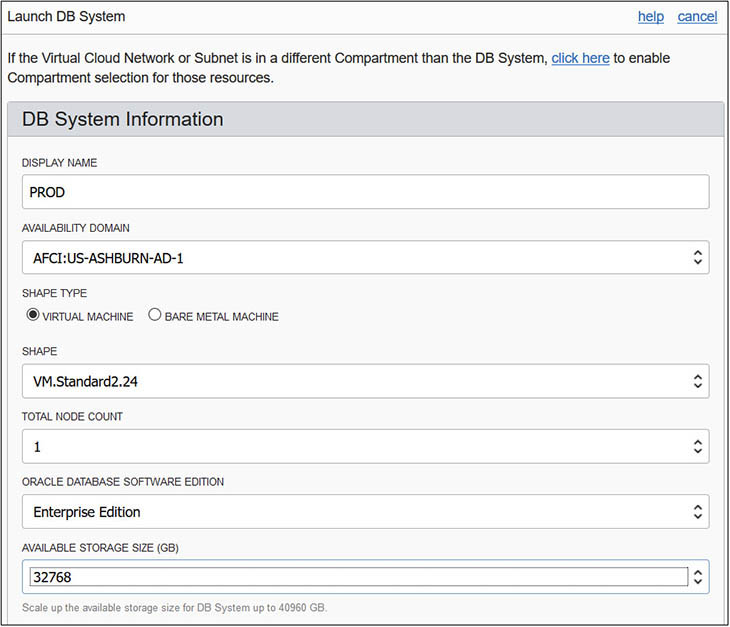 Launch DB System
help cancel
If the Virtual Cloud Network or Subnet is in a different Compartment than the DB System, click here to enable
Compartment selection for those resources.
DB System Information
DISPLAY NAME
PROD
AVAILABILITY DOMAIN
AFCI:US-ASHBURN-AD-1
SHAPE TYPE
VIRTUAL MACHINE BARE METAL MACHINE
SHAPE
VM.Standard2.24
TOTAL NODE COUNT
1
ORACLE DATABASE SOFTWARE EDITION
Enterprise Edition
AVAILABLE STORAGE SIZE (GB)
32768
Scale up the available storage size for DB System up to 40960 GB.